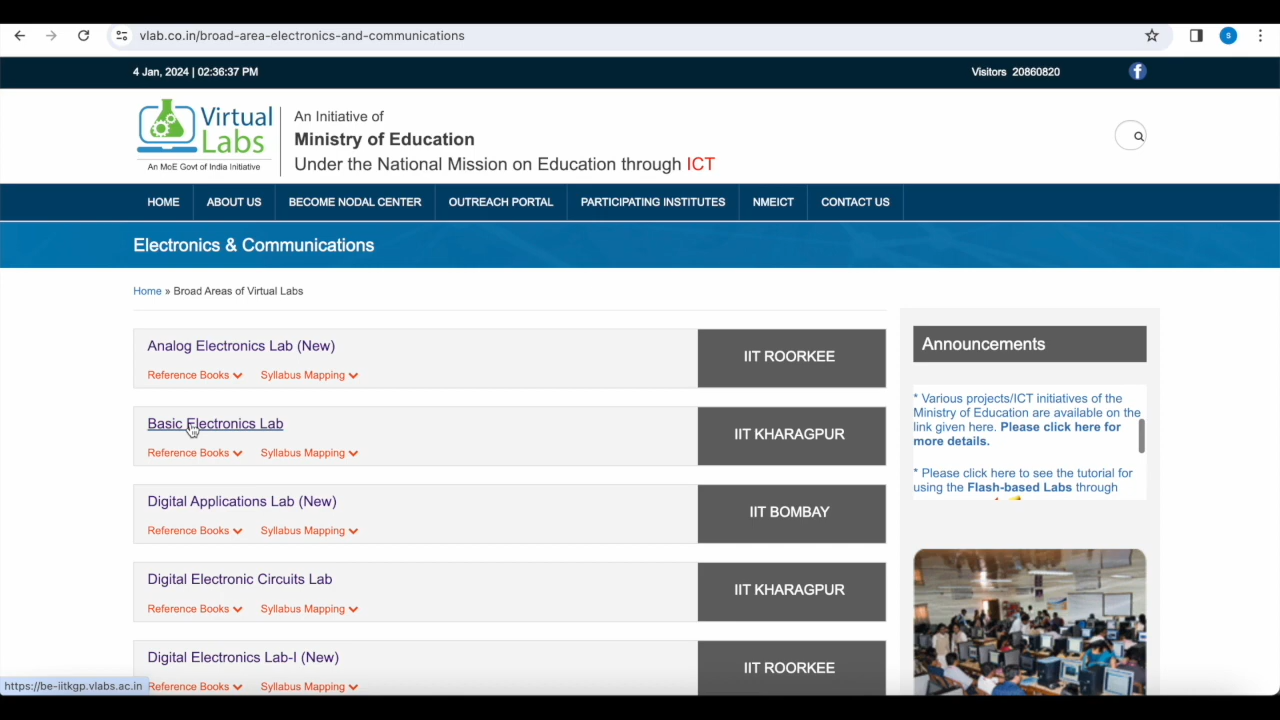 vlab.co.in/broad-area-electronics-and-communications
S
4 Jan, 2024 | 02:36:37 PM
Visitors 20860820
f
Virtual
Labs
An MoE Govt of India Initiative
An Initiative of
Ministry of Education
Under the National Mission on Education through ICT
HOME
ABOUT US
BECOME NODAL CENTER
OUTREACH PORTAL
PARTICIPATING INSTITUTES
NMEICT
CONTACT US
Electronics & Communications
Home » Broad Areas of Virtual Labs
Analog Electronics Lab (New)
Reference Books
Syllabus Mapping
IIT ROORKEE
Basic Electronics Lab
Reference Books
Syllabus Mapping
IIT KHARAGPUR
Digital Applications Lab (New)
Reference Books
Syllabus Mapping
IIT BOMBAY
Digital Electronic Circuits Lab
Reference Books
Syllabus Mapping
IIT KHARAGPUR
Digital Electronics Lab-I (New)
Reference Books
Syllabus Mapping
IIT ROORKEE
Announcements
* Various projects/ICT initiatives of the
Ministry of Education are available on the
link given here. Please click here for
more details.
* Please click here to see the tutorial for
using the Flash-based Labs through
https://be-iitkgp.vlabs.ac.in